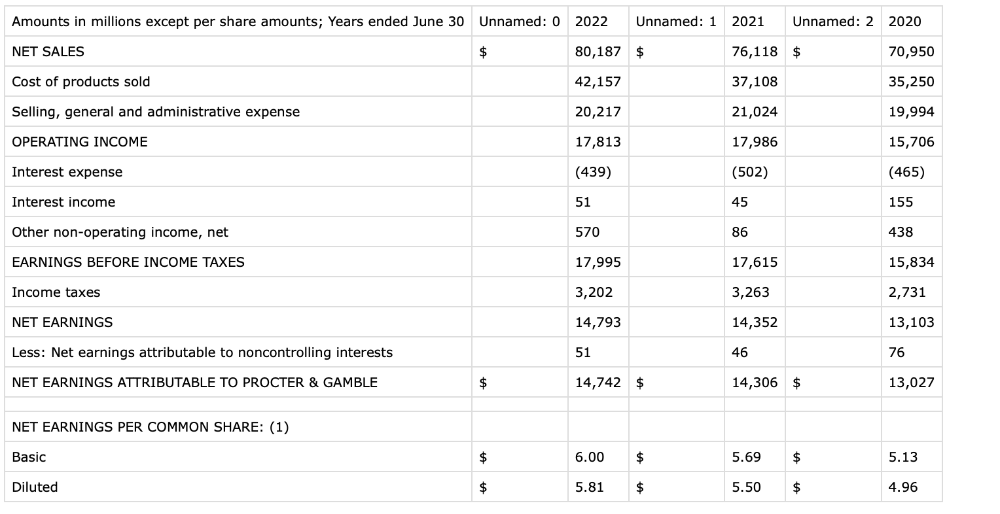 Amounts in millions except per share amounts; Years ended June 30 Unnamed: 0 2022 Unnamed: 1 2021 Unnamed: 2 2020
NET SALES $ 80,187 $ 76,118 $ 70,950
Cost of products sold 42,157 37,108 35,250
Selling, general and administrative expense 20,217 21,024 19,994
OPERATING INCOME 17,813 17,986 15,706
Interest expense (439) (502) (465)
Interest income 51 45 155
Other non-operating income, net 570 86 438
EARNINGS BEFORE INCOME TAXES 17,995 17,615 15,834
Income taxes 3,202 3,263 2,731
NET EARNINGS 14,793 14,352 13,103
Less: Net earnings attributable to noncontrolling interests 51 46 76
NET EARNINGS ATTRIBUTABLE TO PROCTER & GAMBLE $ 14,742 $ 14,306 $ 13,027
NET EARNINGS PER COMMON SHARE: (1)
Basic $ 6.00 $ 5.69 $ 5.13
Diluted $ 5.81 $ 5.50 $ 4.96